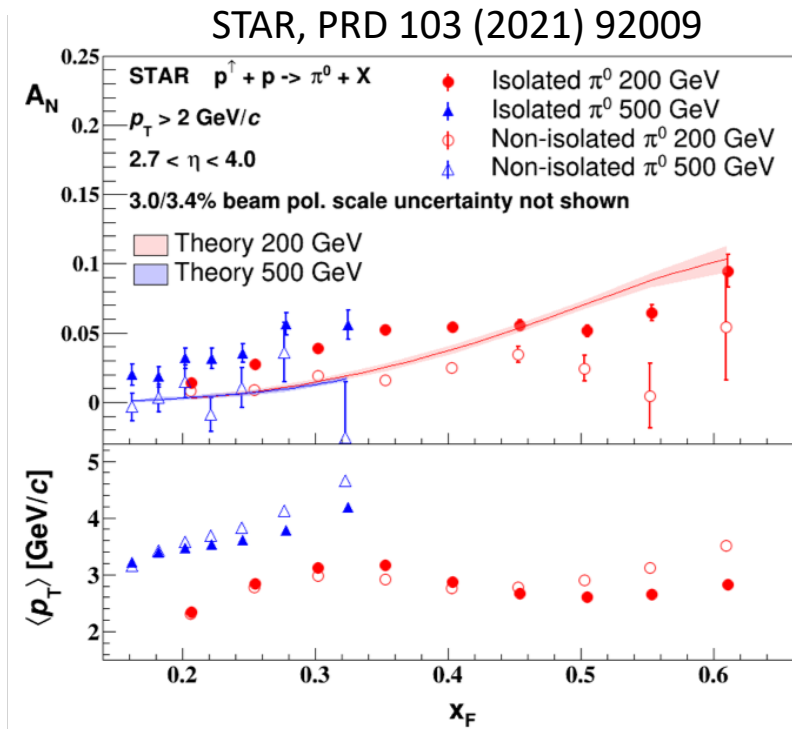 STAR, PRD 103 (2021) 92009
0.25
A_N
STAR p↑ + p -> π⁰ + X
p_T > 2 GeV/c
2.7 < η < 4.0
3.0/3.4% beam pol. scale uncertainty not shown
Isolated π⁰ 200 GeV
Isolated π⁰ 500 GeV
Non-isolated π⁰ 200 GeV
Non-isolated π⁰ 500 GeV
Theory 200 GeV
Theory 500 GeV
0.2
0.15
0.1
0.05
0
⟨p_T⟩ [GeV/c]
5
4
3
2
0.2 0.3 0.4 0.5 0.6
x_F